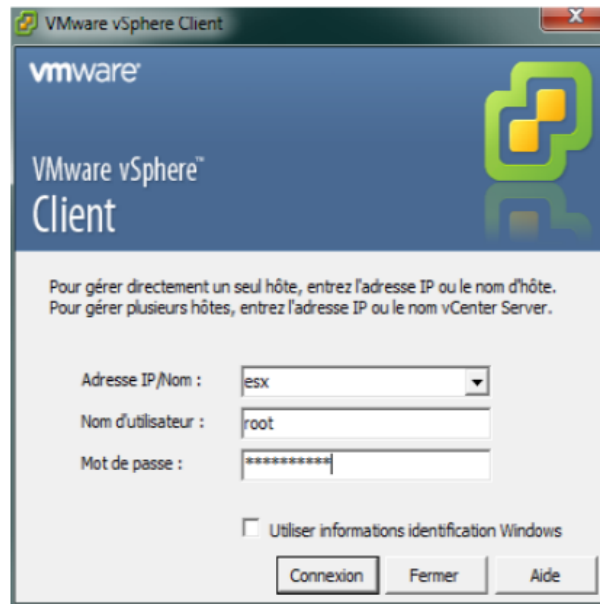 VMware vSphere Client
vmware®
VMware vSphere™
Client
Pour gérer directement un seul hôte, entrez l'adresse IP ou le nom d'hôte.
Pour gérer plusieurs hôtes, entrez l'adresse IP ou le nom vCenter Server.
Adresse IP/Nom : esx
Nom d'utilisateur : root
Mot de passe : **********
Utiliser informations identification Windows
Connexion Fermer Aide